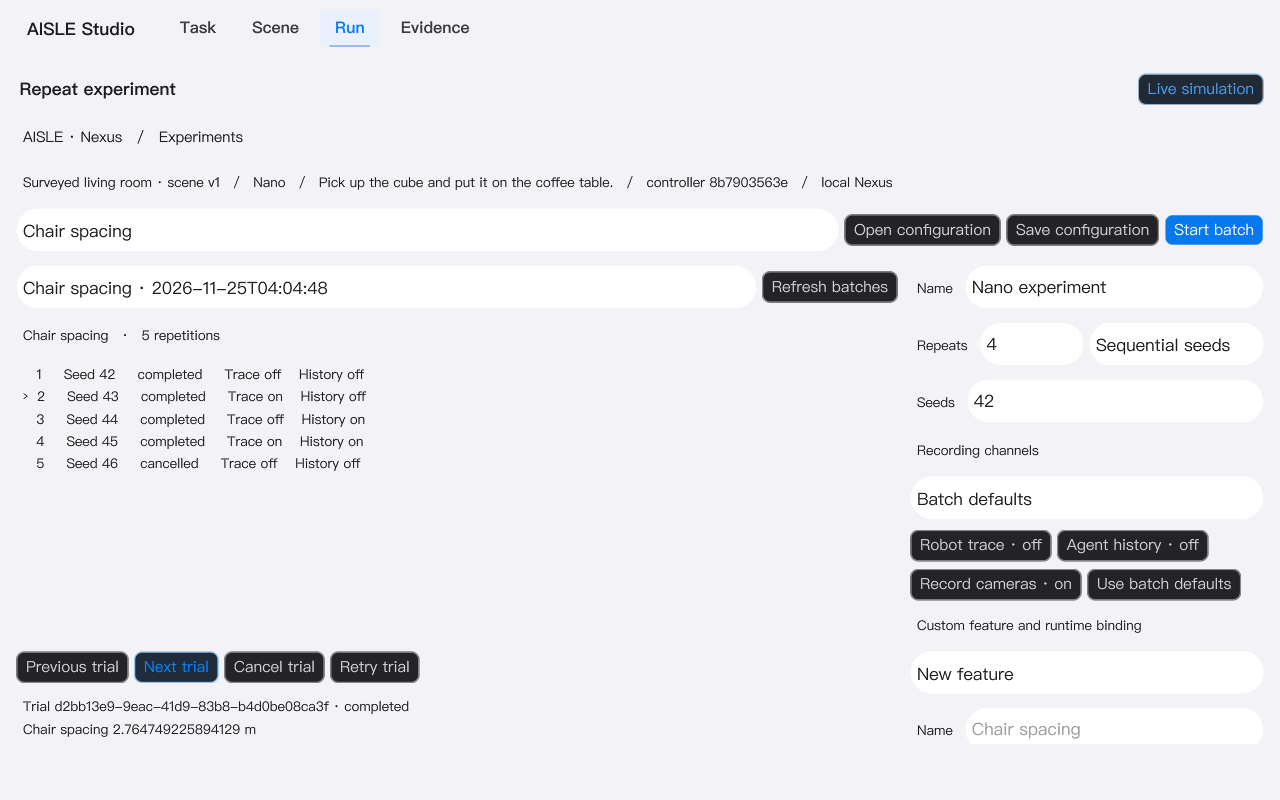 AISLE Studio Task Scene Run Evidence
Repeat experiment Live simulation
AISLE · Nexus / Experiments
Surveyed living room · scene v1 / Nano / Pick up the cube and put it on the coffee table. / controller 8b7903563e / local Nexus
Chair spacing Open configuration Save configuration Start batch
Chair spacing · 2026-11-25T04:04:48 Refresh batches
Chair spacing · 5 repetitions
1 Seed 42 completed Trace off History off
> 2 Seed 43 completed Trace on History off
3 Seed 44 completed Trace off History on
4 Seed 45 completed Trace on History on
5 Seed 46 cancelled Trace off History off
Previous trial Next trial Cancel trial Retry trial
Trial d2bb13e9-9eac-41d9-83b8-b4d0be08ca3f · completed
Chair spacing 2.764749225894129 m
Name Nano experiment
Repeats 4 Sequential seeds
Seeds 42
Recording channels
Batch defaults
Robot trace · off Agent history · off
Record cameras · on Use batch defaults
Custom feature and runtime binding
New feature
Name Chair spacing